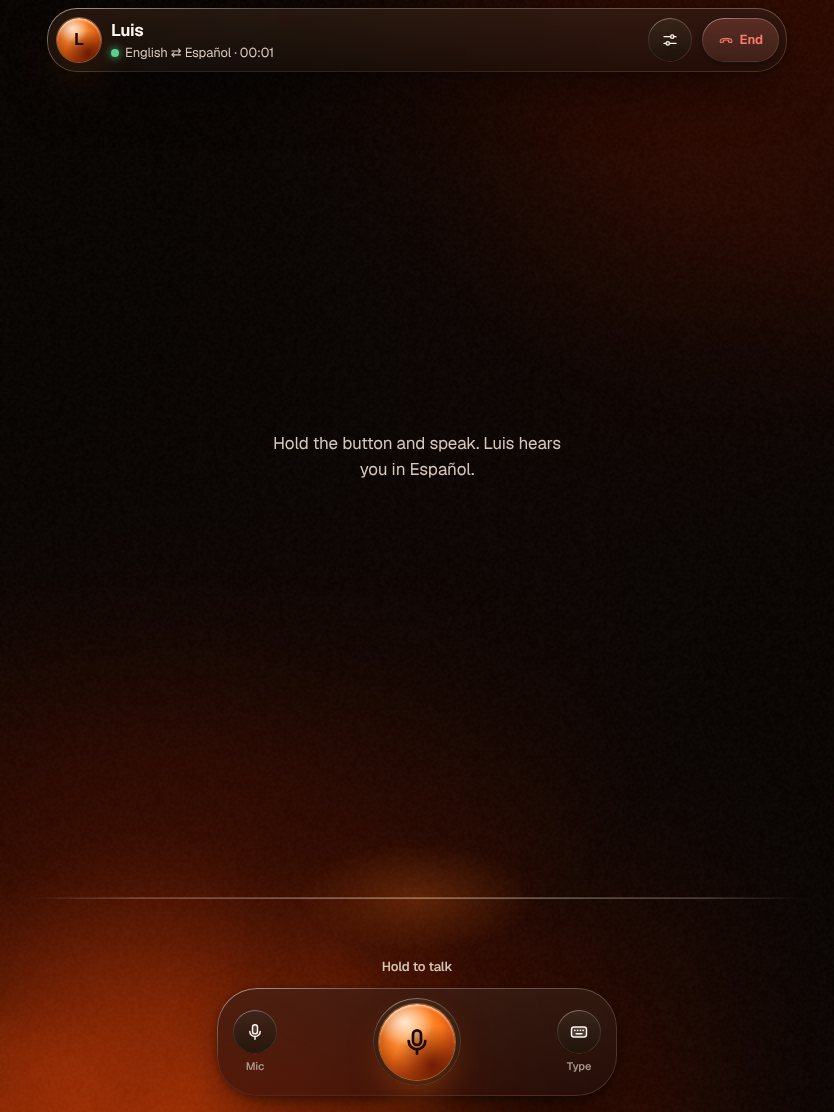 L
Luis
English ⇄ Español · 00:01
End
Hold the button and speak. Luis hears
you in Español.
Hold to talk
Mic
Type